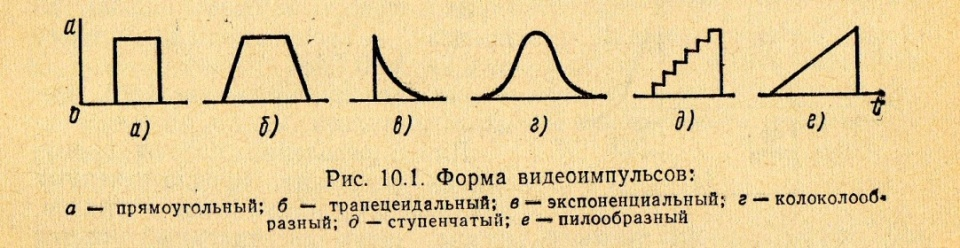 a
0 а) б) в) г) д) е) t
Рис. 10.1. Форма видеоимпульсов:
а — прямоугольный; б — трапецеидальный; в — экспоненциальный; г — колоколооб-
разный; д — ступенчатый; е — пилообразный